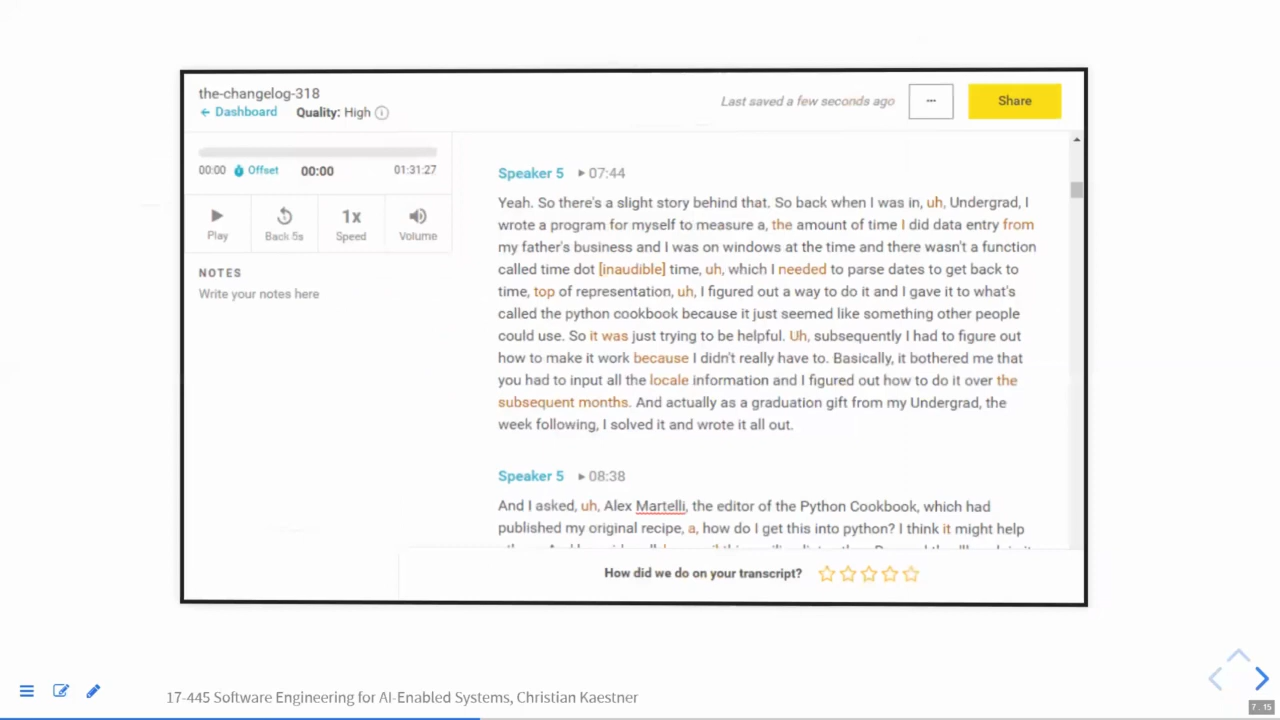 the-changelog-318
← Dashboard Quality: High
Last saved a few seconds ago
...
Share
00:00 Offset 00:00 01:31:27
Play Back 5s 1x Speed Volume
NOTES
Write your notes here
Speaker 5 ▶ 07:44
Yeah. So there's a slight story behind that. So back when I was in, uh, Undergrad, I
wrote a program for myself to measure a, the amount of time I did data entry from
my father's business and I was on windows at the time and there wasn't a function
called time dot [inaudible] time, uh, which I needed to parse dates to get back to
time, top of representation, uh, I figured out a way to do it and I gave it to what's
called the python cookbook because it just seemed like something other people
could use. So it was just trying to be helpful. Uh, subsequently I had to figure out
how to make it work because I didn't really have to. Basically, it bothered me that
you had to input all the locale information and I figured out how to do it over the
subsequent months. And actually as a graduation gift from my Undergrad, the
week following, I solved it and wrote it all out.
Speaker 5 ▶ 08:38
And I asked, uh, Alex Martelli, the editor of the Python Cookbook, which had
published my original recipe, a, how do I get this into python? I think it might help
How did we do on your transcript?
17-445 Software Engineering for AI-Enabled Systems, Christian Kaestner
7.15